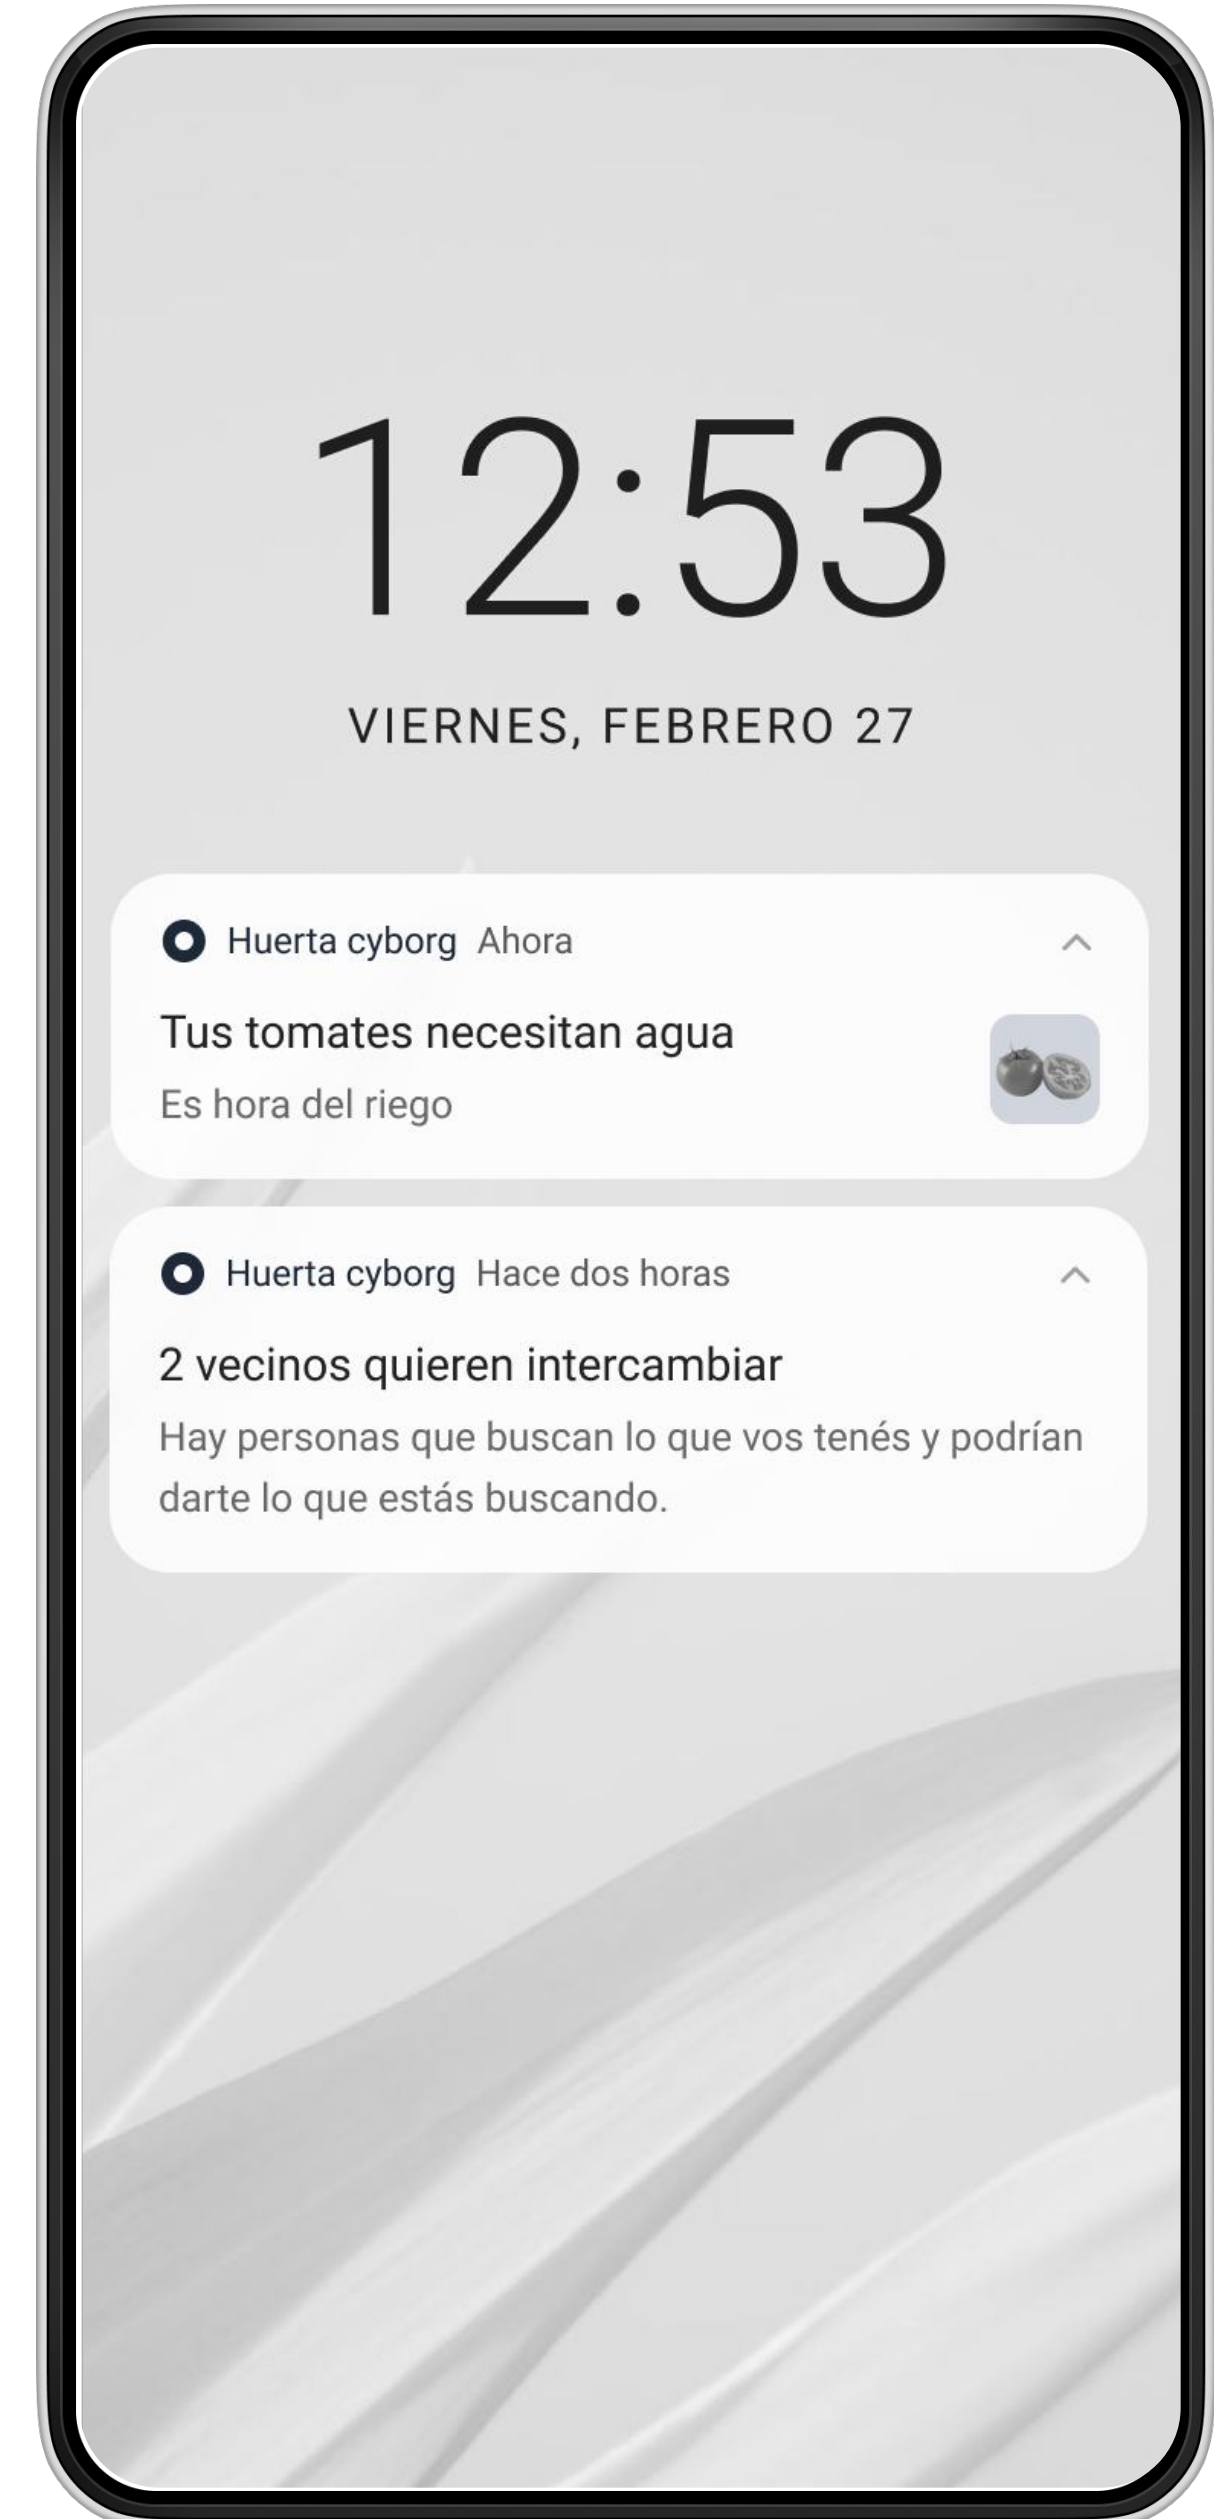 12:53
VIERNES, FEBRERO 27
Huerta cyborg Ahora
Tus tomates necesitan agua
Es hora del riego
Huerta cyborg Hace dos horas
2 vecinos quieren intercambiar
Hay personas que buscan lo que vos tenés y podrían
darte lo que estás buscando.